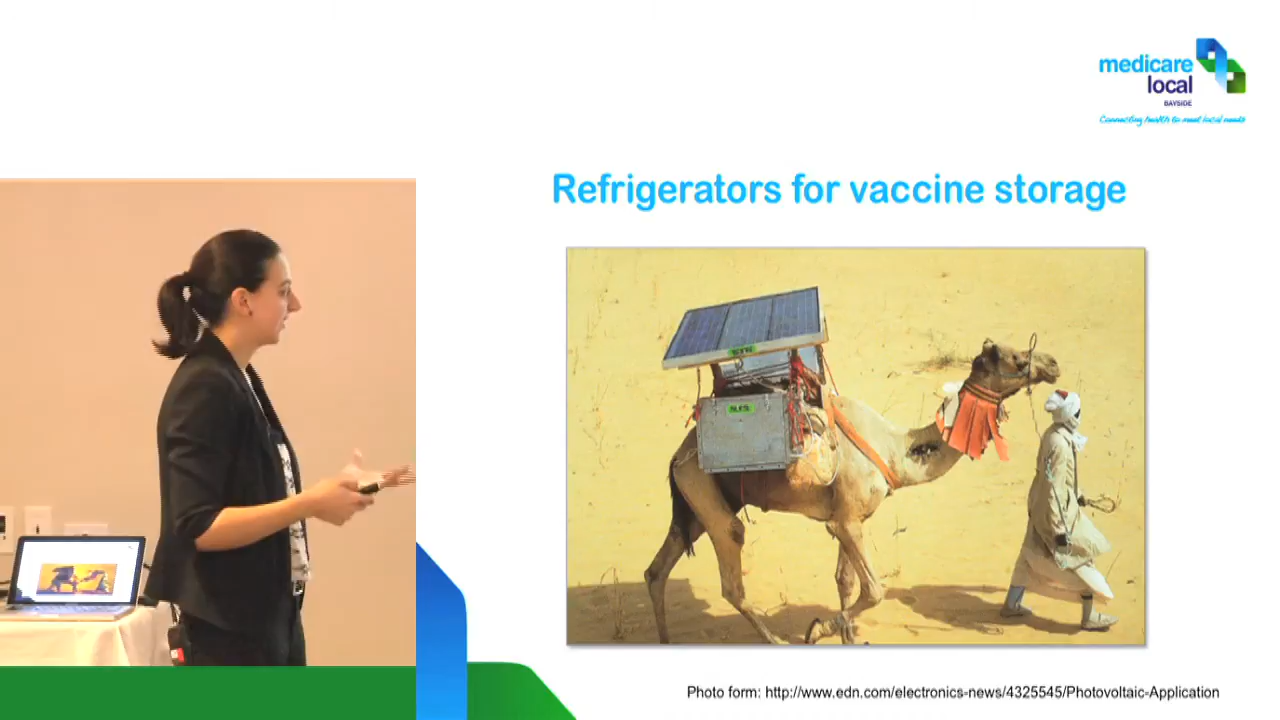 medicare
local
BAYSIDE
Connecting health to meet local needs
Refrigerators for vaccine storage
Photo form: http://www.edn.com/electronics-news/4325545/Photovoltaic-Application